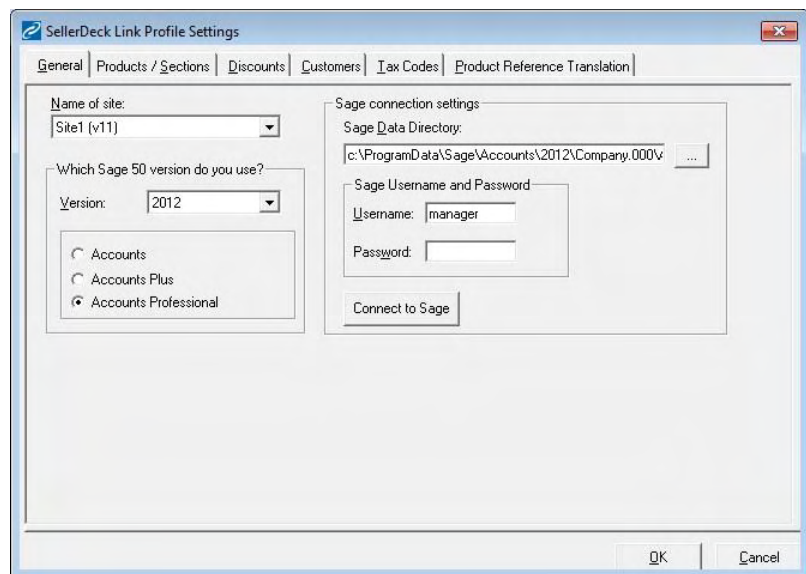 SellerDeck Link Profile Settings
General Products / Sections Discounts Customers Tax Codes Product Reference Translation
Name of site:
Site1 (v11)
Which Sage 50 version do you use?
Version: 2012
Accounts
Accounts Plus
Accounts Professional
Sage connection settings
Sage Data Directory:
c:\ProgramData\Sage\Accounts\2012\Company.000\
...
Sage Username and Password
Username: manager
Password:
Connect to Sage
OK Cancel